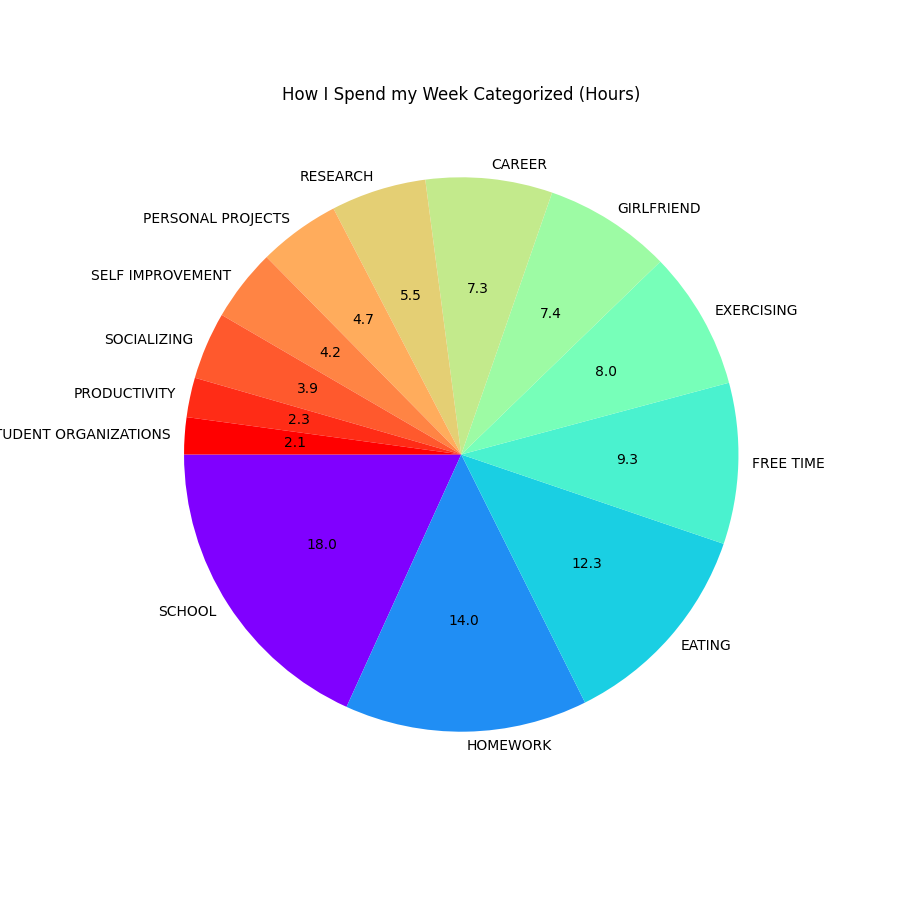 How I Spend my Week Categorized (Hours)
CAREER
RESEARCH
GIRLFRIEND
PERSONAL PROJECTS
SELF IMPROVEMENT
EXERCISING
SOCIALIZING
PRODUCTIVITY
TUDENT ORGANIZATIONS
FREE TIME
SCHOOL
EATING
HOMEWORK
7.3
5.5
7.4
4.7
4.2
8.0
3.9
2.3
2.1
9.3
18.0
12.3
14.0